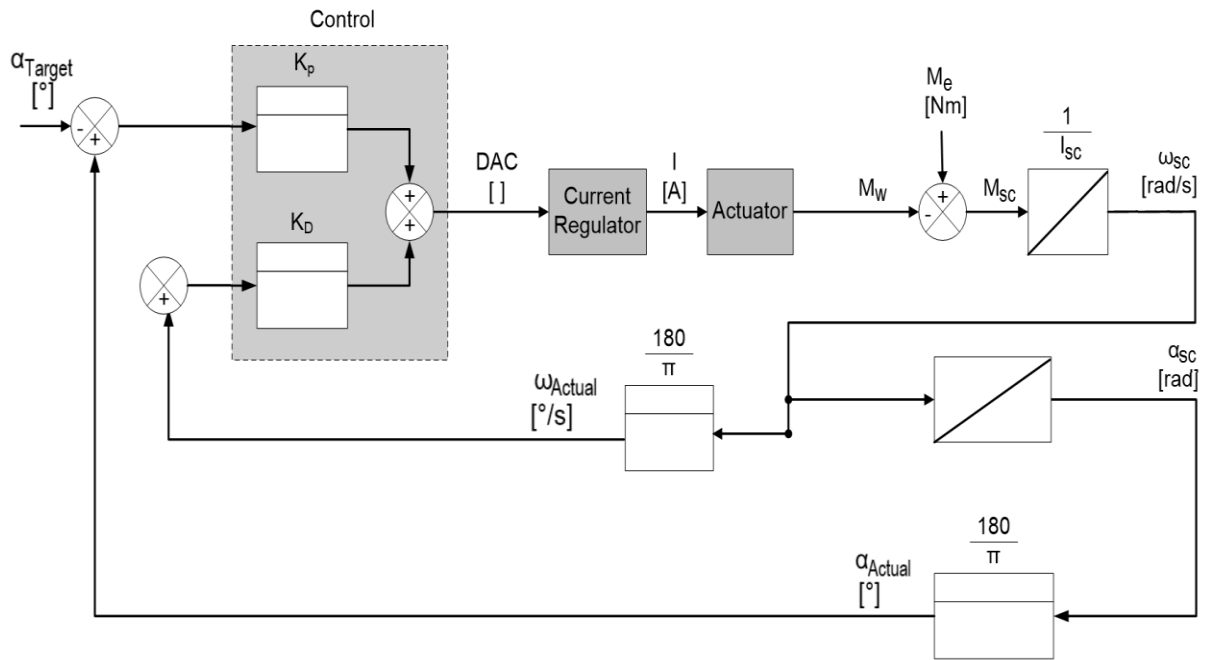 Control
α_Target
[°]
K_p
-
+
K_D
+
+
+
DAC
[ ]
Current
Regulator
I
[A]
Actuator
M_W
M_e
[Nm]
+
-
M_SC
1
I_SC
ω_SC
[rad/s]
180
π
ω_Actual
[°/s]
α_SC
[rad]
180
π
α_Actual
[°]